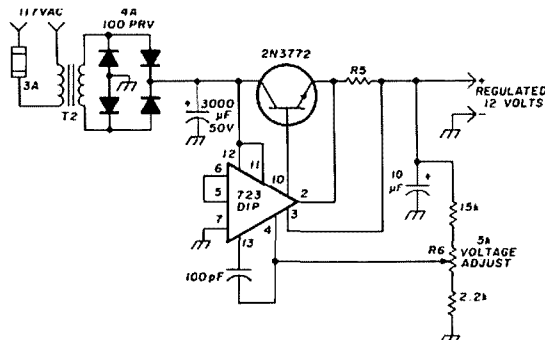 117VAC
4A
100 PRV
3A
T2
2N3772
R5
+
REGULATED
12 VOLTS
-
+
3000
µF
50V
12
11
10
6
5
7
723
DIP
2
3
4
13
100pF
10
µF
+
15k
5k
R6
VOLTAGE
ADJUST
2.2k